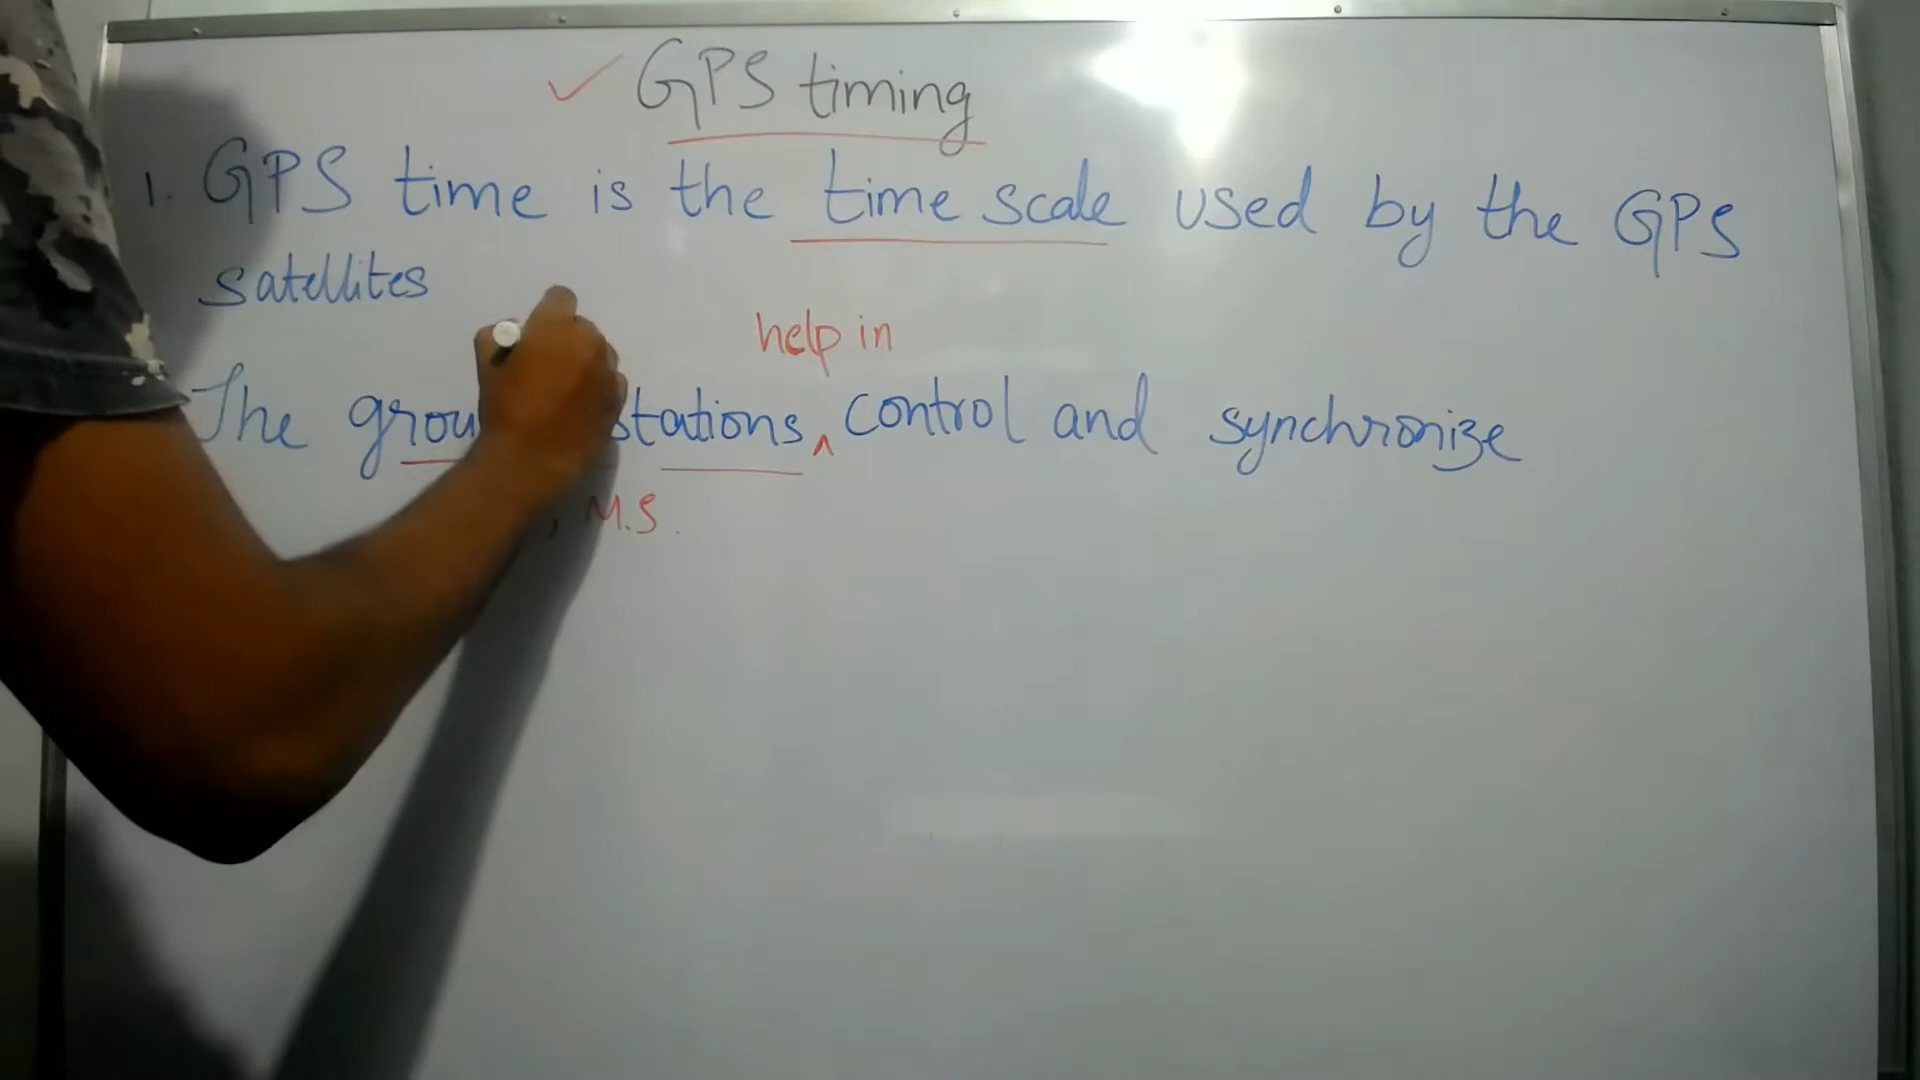 GPS timing
1. GPS time is the time scale used by the GPS
satellites
help in
The grou stations ^ control and synchronize
, M.S.